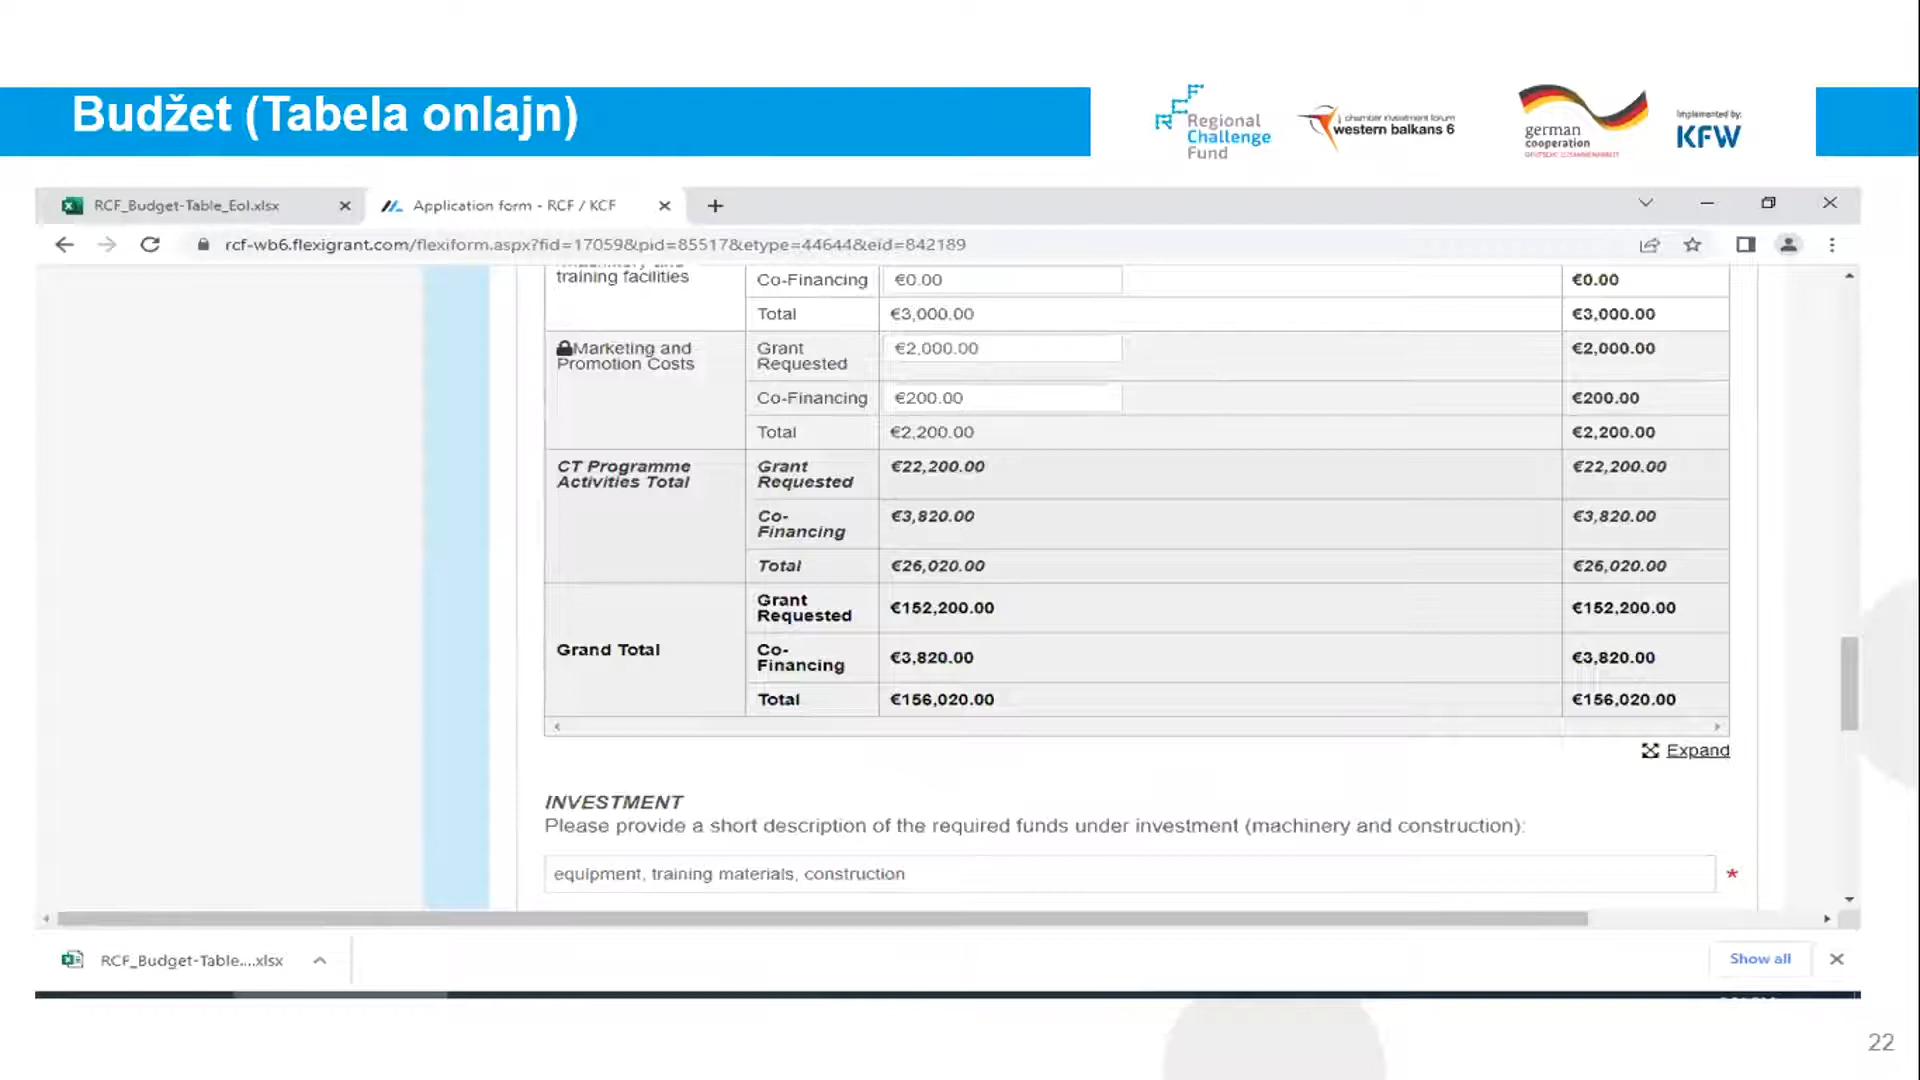 Budžet (Tabela onlajn)
Regional
Challenge
Fund
chamber investment forum
western balkans 6
german
cooperation
DEUTSCHE ZUSAMMENARBEIT
Implemented by:
KFW
RCF_Budget-Table_EoI.xlsx
Application form - RCF / KCF
rcf-wb6.flexigrant.com/flexiform.aspx?fid=17059&pid=85517&etype=44644&eid=842189
training facilities
Co-Financing €0.00 €0.00
Total €3,000.00 €3,000.00
Marketing and Promotion Costs
Grant Requested €2,000.00 €2,000.00
Co-Financing €200.00 €200.00
Total €2,200.00 €2,200.00
CT Programme Activities Total
Grant Requested €22,200.00 €22,200.00
Co-Financing €3,820.00 €3,820.00
Total €26,020.00 €26,020.00
Grand Total
Grant Requested €152,200.00 €152,200.00
Co-Financing €3,820.00 €3,820.00
Total €156,020.00 €156,020.00
Expand
INVESTMENT
Please provide a short description of the required funds under investment (machinery and construction):
equipment, training materials, construction *
RCF_Budget-Table....xlsx
Show all
22